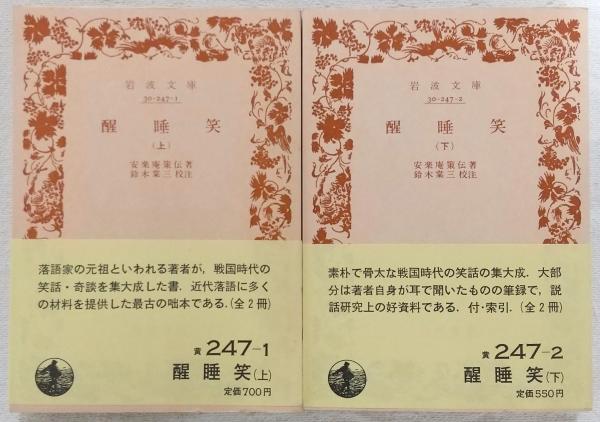 岩波文庫
30-247-1
醒睡笑
(上)
安楽庵策伝著
鈴木棠三校注
落語家の元祖といわれる著者が，戦国時代の
笑話・奇談を集大成した書．近代落語に多く
の材料を提供した最古の咄本である．(全2冊)
黄 247-1
醒睡笑(上)
定価700円
岩波文庫
30-247-2
醒睡笑
(下)
安楽庵策伝著
鈴木棠三校注
素朴で骨太な戦国時代の笑話の集大成．大部
分は著者自身が耳で聞いたものの筆録で，説
話研究上の好資料である．付・索引．(全2冊)
黄 247-2
醒睡笑(下)
定価550円